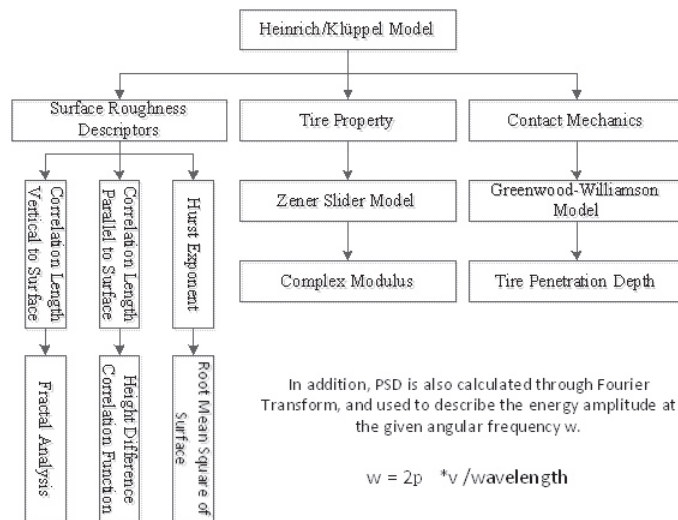 Heinrich/Klüppel Model
Surface Roughness
Descriptors
Tire Property
Contact Mechanics
Correlation Length
Vertical to Surface
Correlation Length
Parallel to Surface
Hurst Exponent
Zener Slider Model
Greenwood-Williamson
Model
Complex Modulus
Tire Penetration Depth
Fractal Analysis
Height Difference
Correlation Function
Root Mean Square of
Surface
In addition, PSD is also calculated through Fourier
Transform, and used to describe the energy amplitude at
the given angular frequency w.
w = 2p *v /wavelength